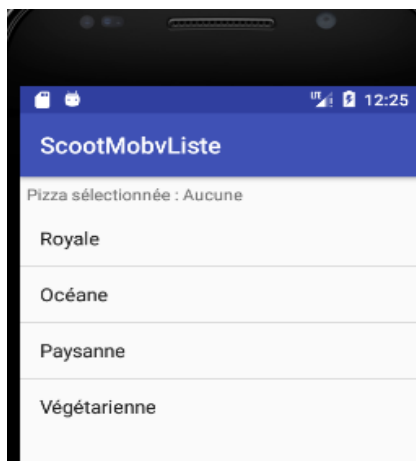 12:25
ScootMobvListe
Pizza sélectionnée : Aucune
Royale
Océane
Paysanne
Végétarienne